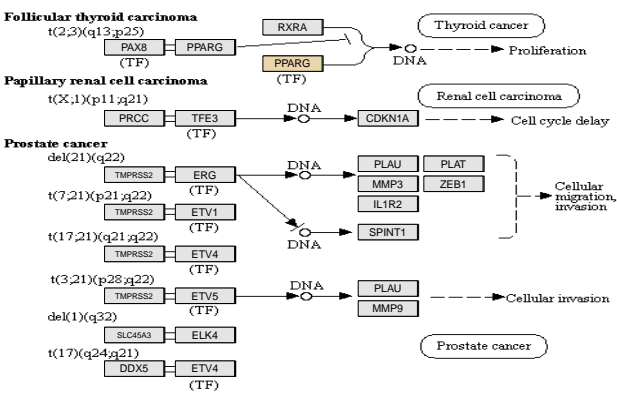 Follicular thyroid carcinoma
t(2;3)(q13;p25)
PAX8 PPARG
(TF)
RXRA
PPARG
(TF)
DNA
Thyroid cancer
Proliferation
Papillary renal cell carcinoma
t(X;1)(p11;q21)
PRCC TFE3
(TF)
DNA
CDKN1A
Renal cell carcinoma
Cell cycle delay
Prostate cancer
del(21)(q22)
TMPRSS2 ERG
(TF)
DNA
PLAU PLAT
MMP3 ZEB1
IL1R2
DNA
SPINT1
Cellular
migration,
invasion
t(7;21)(p21;q22)
TMPRSS2 ETV1
(TF)
t(17;21)(q21;q22)
TMPRSS2 ETV4
(TF)
t(3;21)(p28;q22)
TMPRSS2 ETV5
(TF)
DNA
PLAU
MMP9
Cellular invasion
del(1)(q32)
SLC45A3 ELK4
t(17)(q24;q21)
DDX5 ETV4
(TF)
Prostate cancer